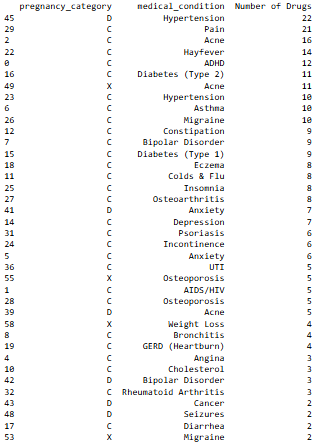 pregnancy_category medical_condition Number of Drugs
45 D Hypertension 22
29 C Pain 21
2 C Acne 16
22 C Hayfever 14
0 C ADHD 12
16 C Diabetes (Type 2) 11
49 X Acne 11
23 C Hypertension 10
6 C Asthma 10
26 C Migraine 10
12 C Constipation 9
7 C Bipolar Disorder 9
15 C Diabetes (Type 1) 9
18 C Eczema 8
11 C Colds & Flu 8
25 C Insomnia 8
27 C Osteoarthritis 8
41 D Anxiety 7
14 C Depression 7
31 C Psoriasis 6
24 C Incontinence 6
5 C Anxiety 6
36 C UTI 5
55 X Osteoporosis 5
1 C AIDS/HIV 5
28 C Osteoporosis 5
39 D Acne 5
58 X Weight Loss 4
8 C Bronchitis 4
19 C GERD (Heartburn) 4
4 C Angina 3
10 C Cholesterol 3
42 D Bipolar Disorder 3
32 C Rheumatoid Arthritis 3
43 D Cancer 2
48 D Seizures 2
17 C Diarrhea 2
53 X Migraine 2